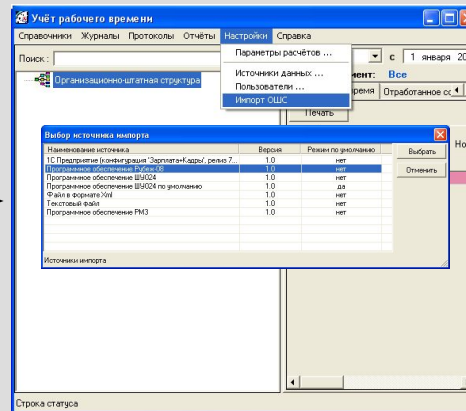 Учёт рабочего времени
Справочники Журналы Протоколы Отчёты Настройки Справка
Поиск :
Параметры расчётов ...
Источники данных ...
Пользователи ...
Импорт ОШС
с 1 января 20
Все
Организационно-штатная структура
Отработанное сс
Печать
Выбор источника импорта
Наименование источника Версия Режим по умолчанию
1С Предприятие (конфигурация "Зарплата+Кадры", релиз 7... 1.0 нет
Программное обеспечение Рубеж-08 1.0 нет
Программное обеспечение ШЭ024 1.0 нет
Программное обеспечение ШЭ024 по умолчанию 1.0 да
Файл в формате Xml 1.0 нет
Текстовый файл 1.0 нет
Программное обеспечение РМЗ 1.0 нет
Выбрать
Отменить
Источники импорта
Но
Строка статуса